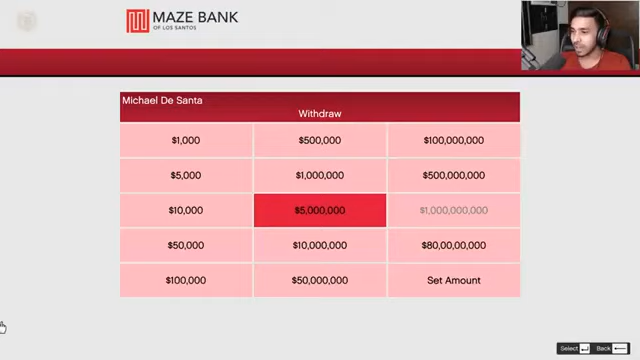 MAZE BANK
OF LOS SANTOS
Michael De Santa
Withdraw
$1,000 $500,000 $100,000,000
$5,000 $1,000,000 $500,000,000
$10,000 $5,000,000 $1,000,000,000
$50,000 $10,000,000 $80,00,00,000
$100,000 $50,000,000 Set Amount
Select Back